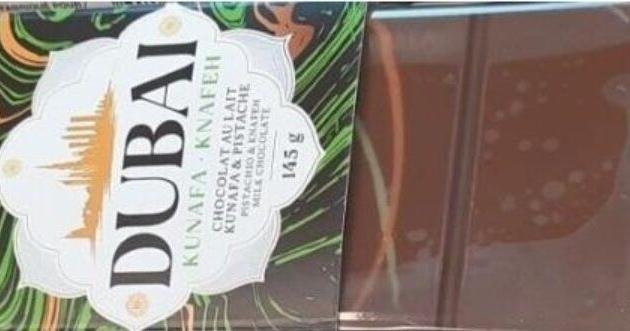 DUBAI
KUNAFA · KNAFEH
CHOCOLAT AU LAIT
KUNAFA & PISTACHE
PISTACHIO & KNAFEH
MILK CHOCOLATE
145 g